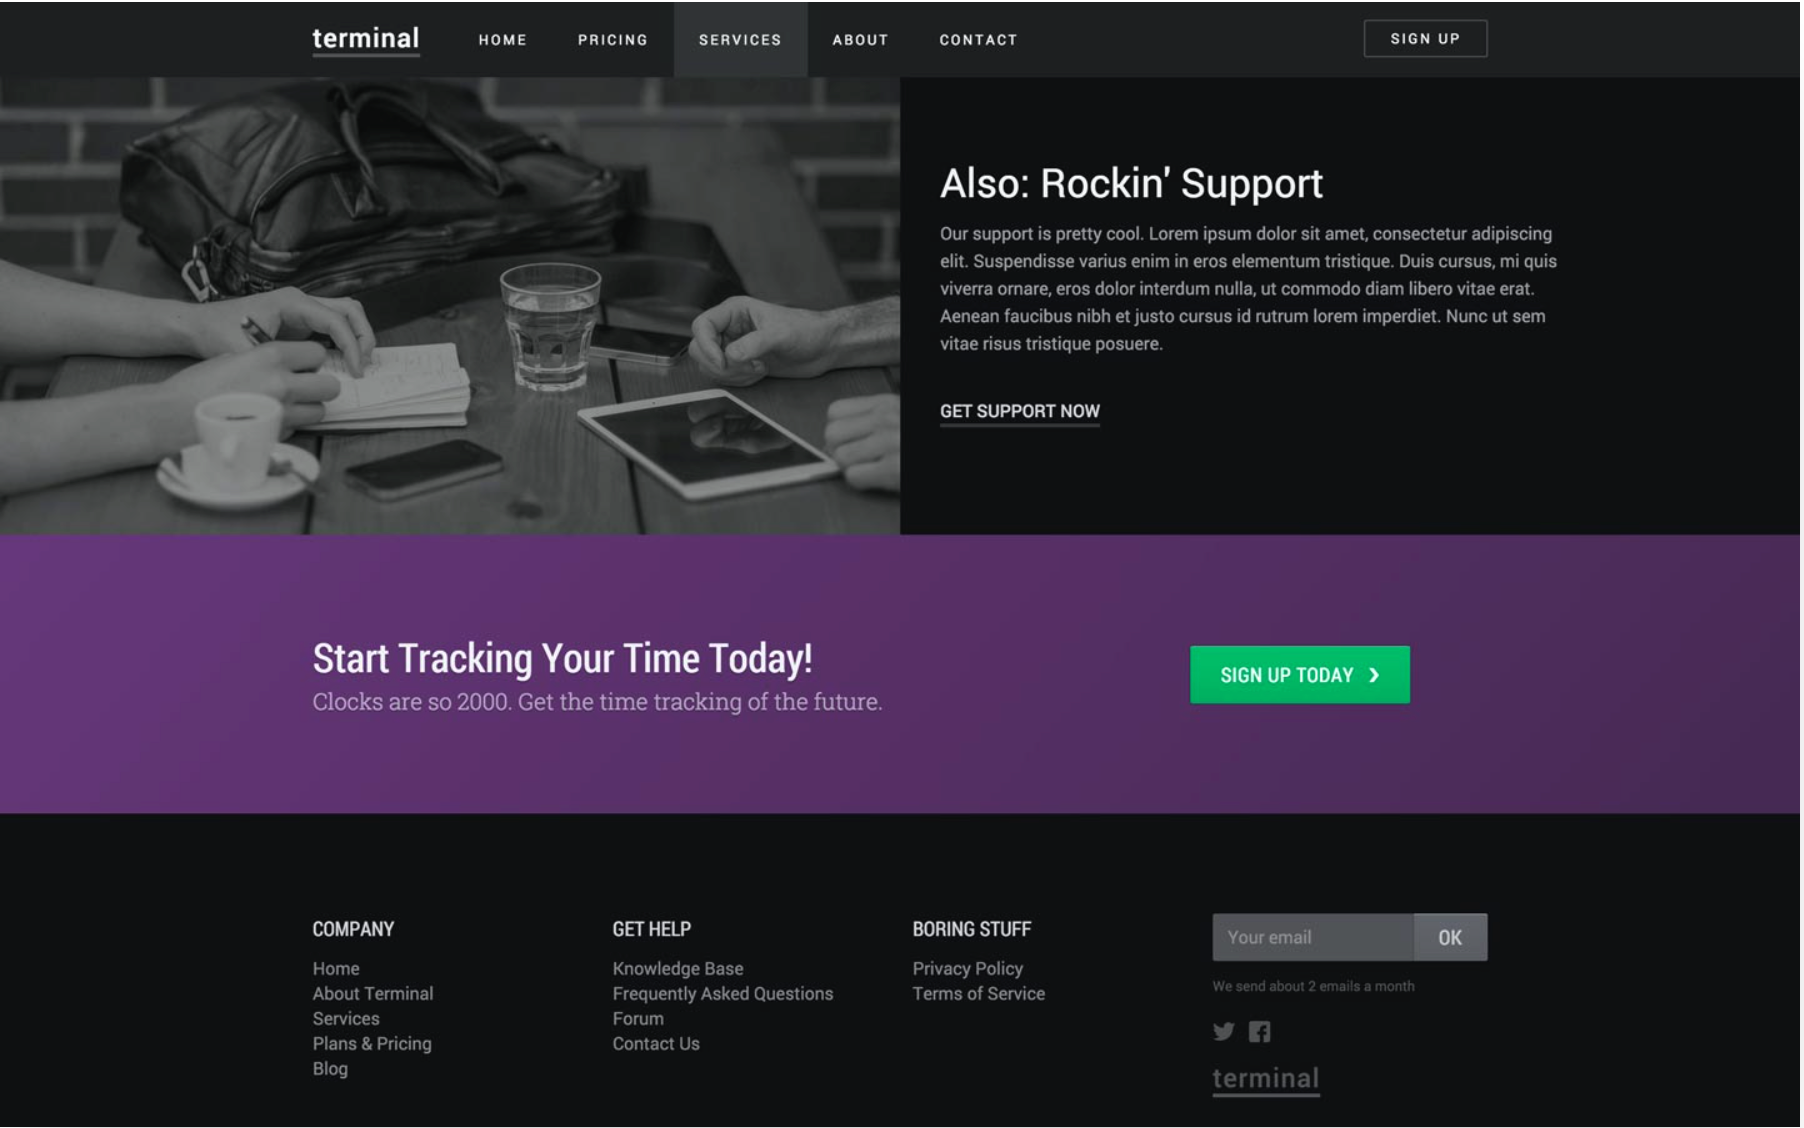 terminal HOME PRICING SERVICES ABOUT CONTACT SIGN UP
Also: Rockin' Support
Our support is pretty cool. Lorem ipsum dolor sit amet, consectetur adipiscing
elit. Suspendisse varius enim in eros elementum tristique. Duis cursus, mi quis
viverra ornare, eros dolor interdum nulla, ut commodo diam libero vitae erat.
Aenean faucibus nibh et justo cursus id rutrum lorem imperdiet. Nunc ut sem
vitae risus tristique posuere.
GET SUPPORT NOW
Start Tracking Your Time Today!
Clocks are so 2000. Get the time tracking of the future.
SIGN UP TODAY ❯
COMPANY
Home
About Terminal
Services
Plans & Pricing
Blog
GET HELP
Knowledge Base
Frequently Asked Questions
Forum
Contact Us
BORING STUFF
Privacy Policy
Terms of Service
Your email OK
We send about 2 emails a month
terminal